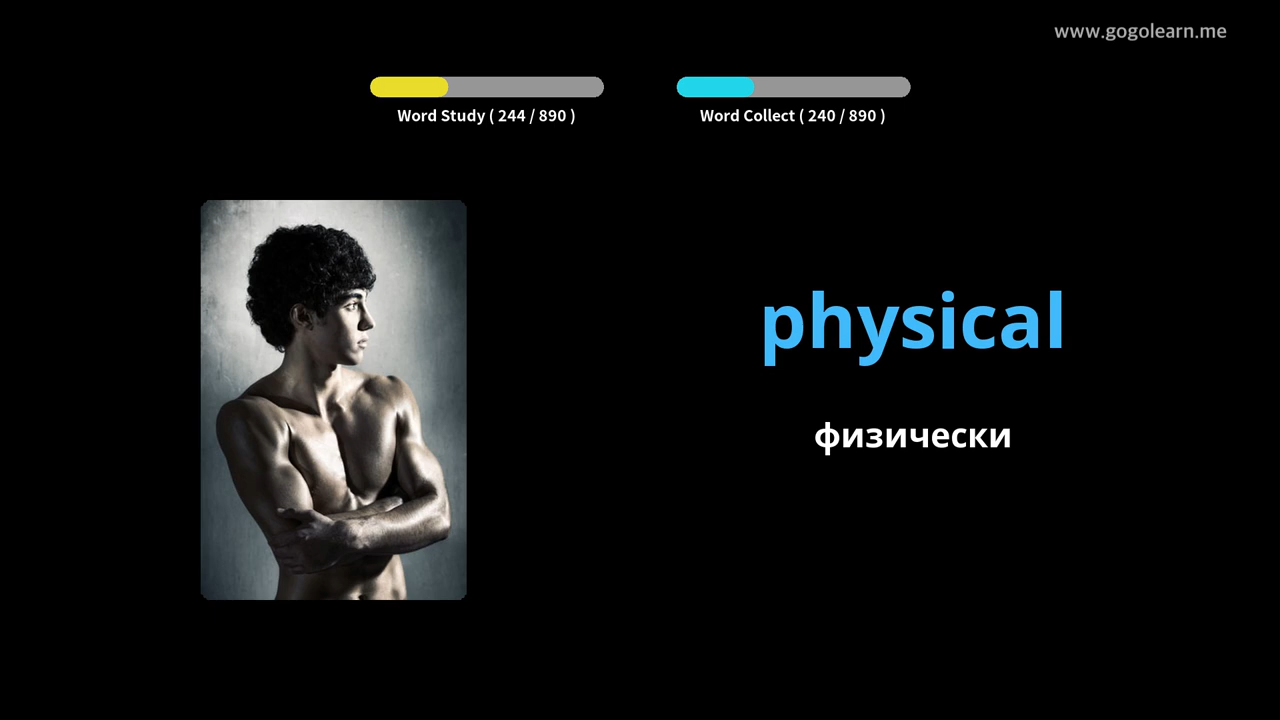 www.gogolearn.me
Word Study ( 244 / 890 )
Word Collect ( 240 / 890 )
physical
физически